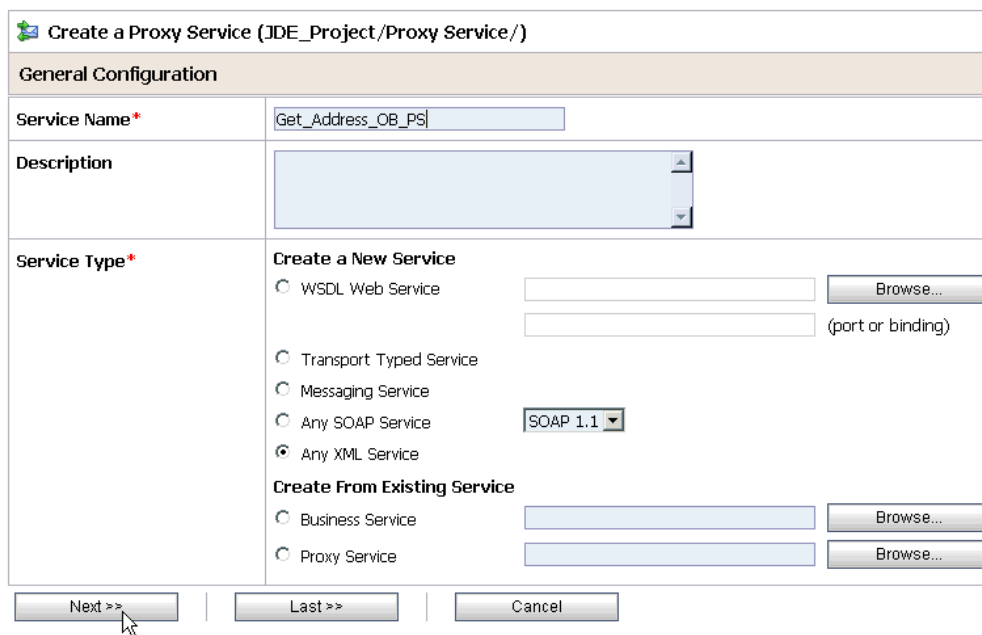 Create a Proxy Service (JDE_Project/Proxy Service/)
General Configuration
Service Name*
Get_Address_OB_PS
Description
Service Type*
Create a New Service
WSDL Web Service
Browse...
(port or binding)
Transport Typed Service
Messaging Service
Any SOAP Service
SOAP 1.1
Any XML Service
Create From Existing Service
Business Service
Browse...
Proxy Service
Browse...
Next >>
Last >>
Cancel